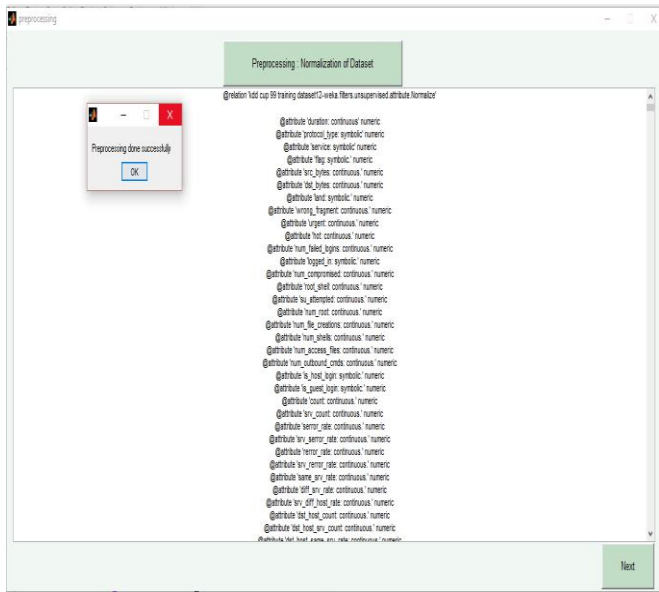 preprocessing
Preprocessing : Normalization of Dataset
@relation 'kdd cup 99 training dataset12-weka.filters.unsupervised.attribute.Normalize'
Preprocessing done successfully
OK
@attribute 'duration: continuous' numeric
@attribute 'protocol_type: symbolic' numeric
@attribute 'service: symbolic' numeric
@attribute 'flag: symbolic.' numeric
@attribute 'src_bytes: continuous.' numeric
@attribute 'dst_bytes: continuous.' numeric
@attribute 'land: symbolic.' numeric
@attribute 'wrong_fragment: continuous.' numeric
@attribute 'urgent: continuous.' numeric
@attribute 'hot: continuous.' numeric
@attribute 'num_failed_logins: continuous.' numeric
@attribute 'logged_in: symbolic.' numeric
@attribute 'num_compromised: continuous.' numeric
@attribute 'root_shell: continuous.' numeric
@attribute 'su_attempted: continuous.' numeric
@attribute 'num_root: continuous.' numeric
@attribute 'num_file_creations: continuous.' numeric
@attribute 'num_shells: continuous.' numeric
@attribute 'num_access_files: continuous.' numeric
@attribute 'num_outbound_cmds: continuous.' numeric
@attribute 'is_host_login: symbolic.' numeric
@attribute 'is_guest_login: symbolic.' numeric
@attribute 'count: continuous.' numeric
@attribute 'srv_count: continuous.' numeric
@attribute 'serror_rate: continuous.' numeric
@attribute 'srv_serror_rate: continuous.' numeric
@attribute 'rerror_rate: continuous.' numeric
@attribute 'srv_rerror_rate: continuous.' numeric
@attribute 'same_srv_rate: continuous.' numeric
@attribute 'diff_srv_rate: continuous.' numeric
@attribute 'srv_diff_host_rate: continuous.' numeric
@attribute 'dst_host_count: continuous.' numeric
@attribute 'dst_host_srv_count: continuous.' numeric
@attribute 'dst_host_same_srv_rate: continuous.' numeric
Next